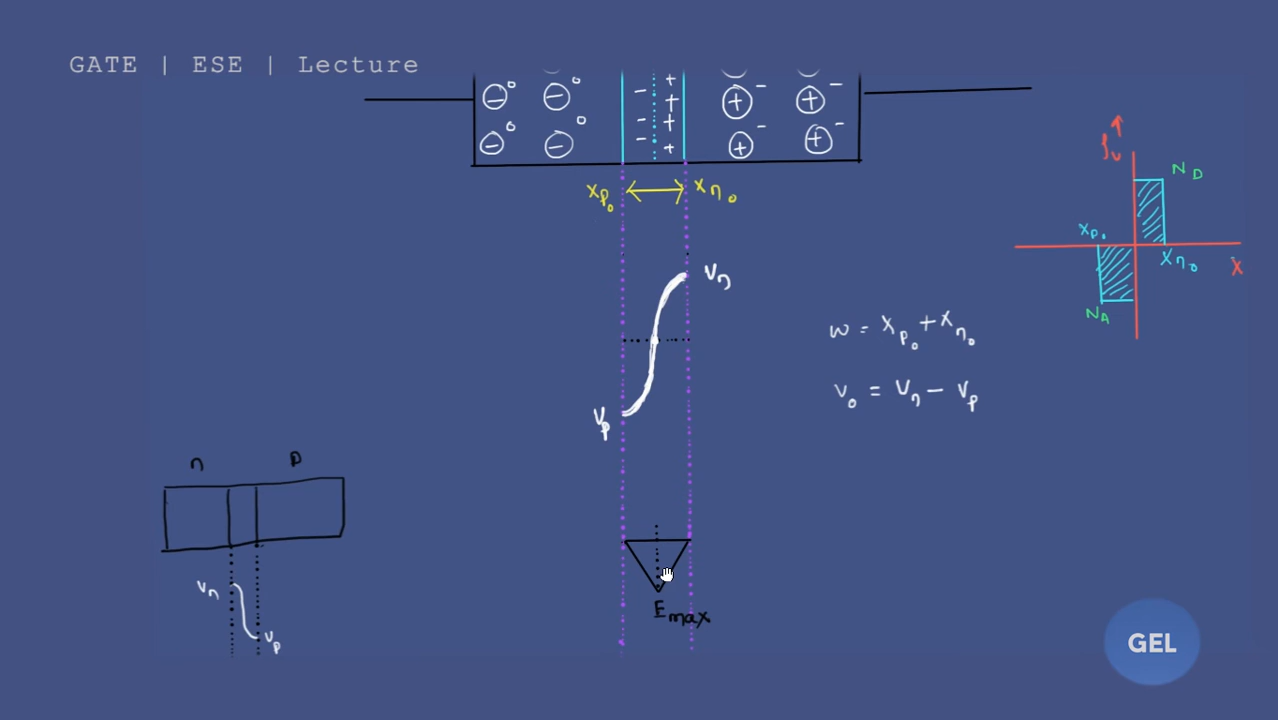 GATE | ESE | Lecture
- + - +
- + - +
xp₀ xn₀
Vn
Vp
w = xp₀ + xn₀
V₀ = Vn - Vp
ρv
ND
xp₀
xn₀
x
NA
n p
Vn
Vp
Emax
GEL